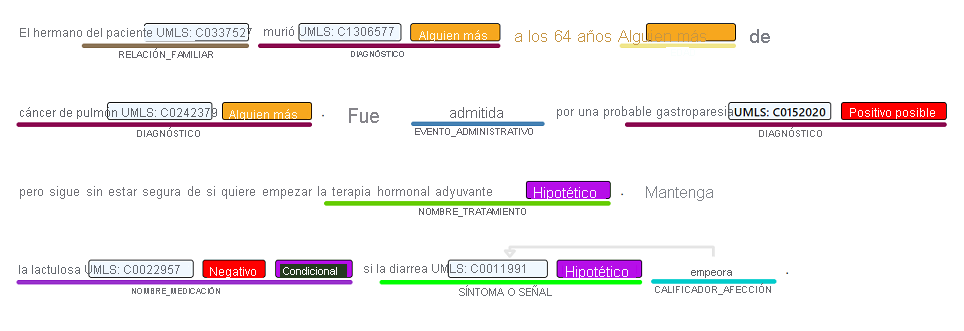 El hermano del paciente UMLS: C0337527 murió UMLS: C1306577 Alguien más a los 64 años Alguien más de
RELACIÓN_FAMILIAR DIAGNÓSTICO
cáncer de pulmón UMLS: C0242379 Alguien más . Fue admitida por una probable gastroparesia UMLS: C0152020 Positivo posible
DIAGNÓSTICO EVENTO_ADMINISTRATIVO DIAGNÓSTICO
pero sigue sin estar segura de si quiere empezar la terapia hormonal adyuvante Hipotético . Mantenga
NOMBRE_TRATAMIENTO
la lactulosa UMLS: C0022957 Negativo Condicional si la diarrea UMLS: C0011991 Hipotético empeora .
NOMBRE_MEDICACIÓN SÍNTOMA O SEÑAL CALIFICADOR_AFECCIÓN